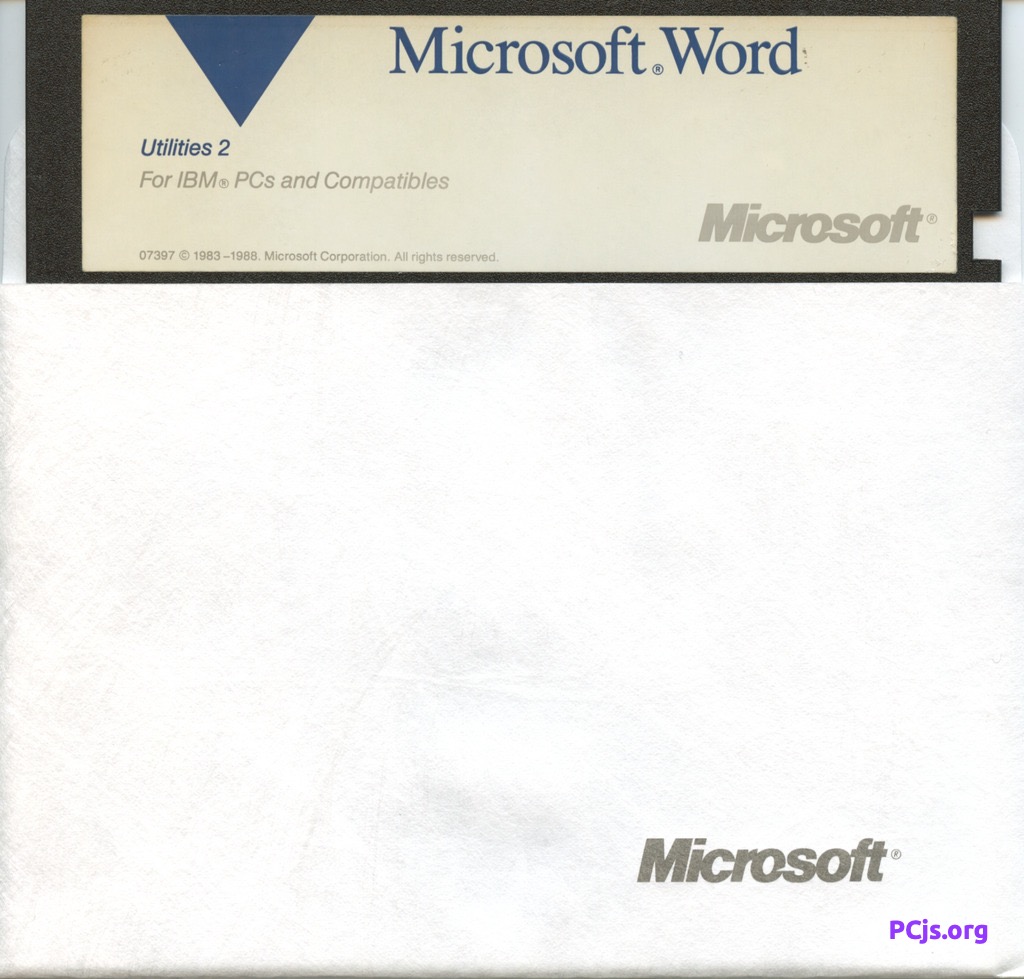 Microsoft® Word
Utilities 2
For IBM® PCs and Compatibles
Microsoft®
07397 © 1983–1988. Microsoft Corporation. All rights reserved.
Microsoft®
PCjs.org